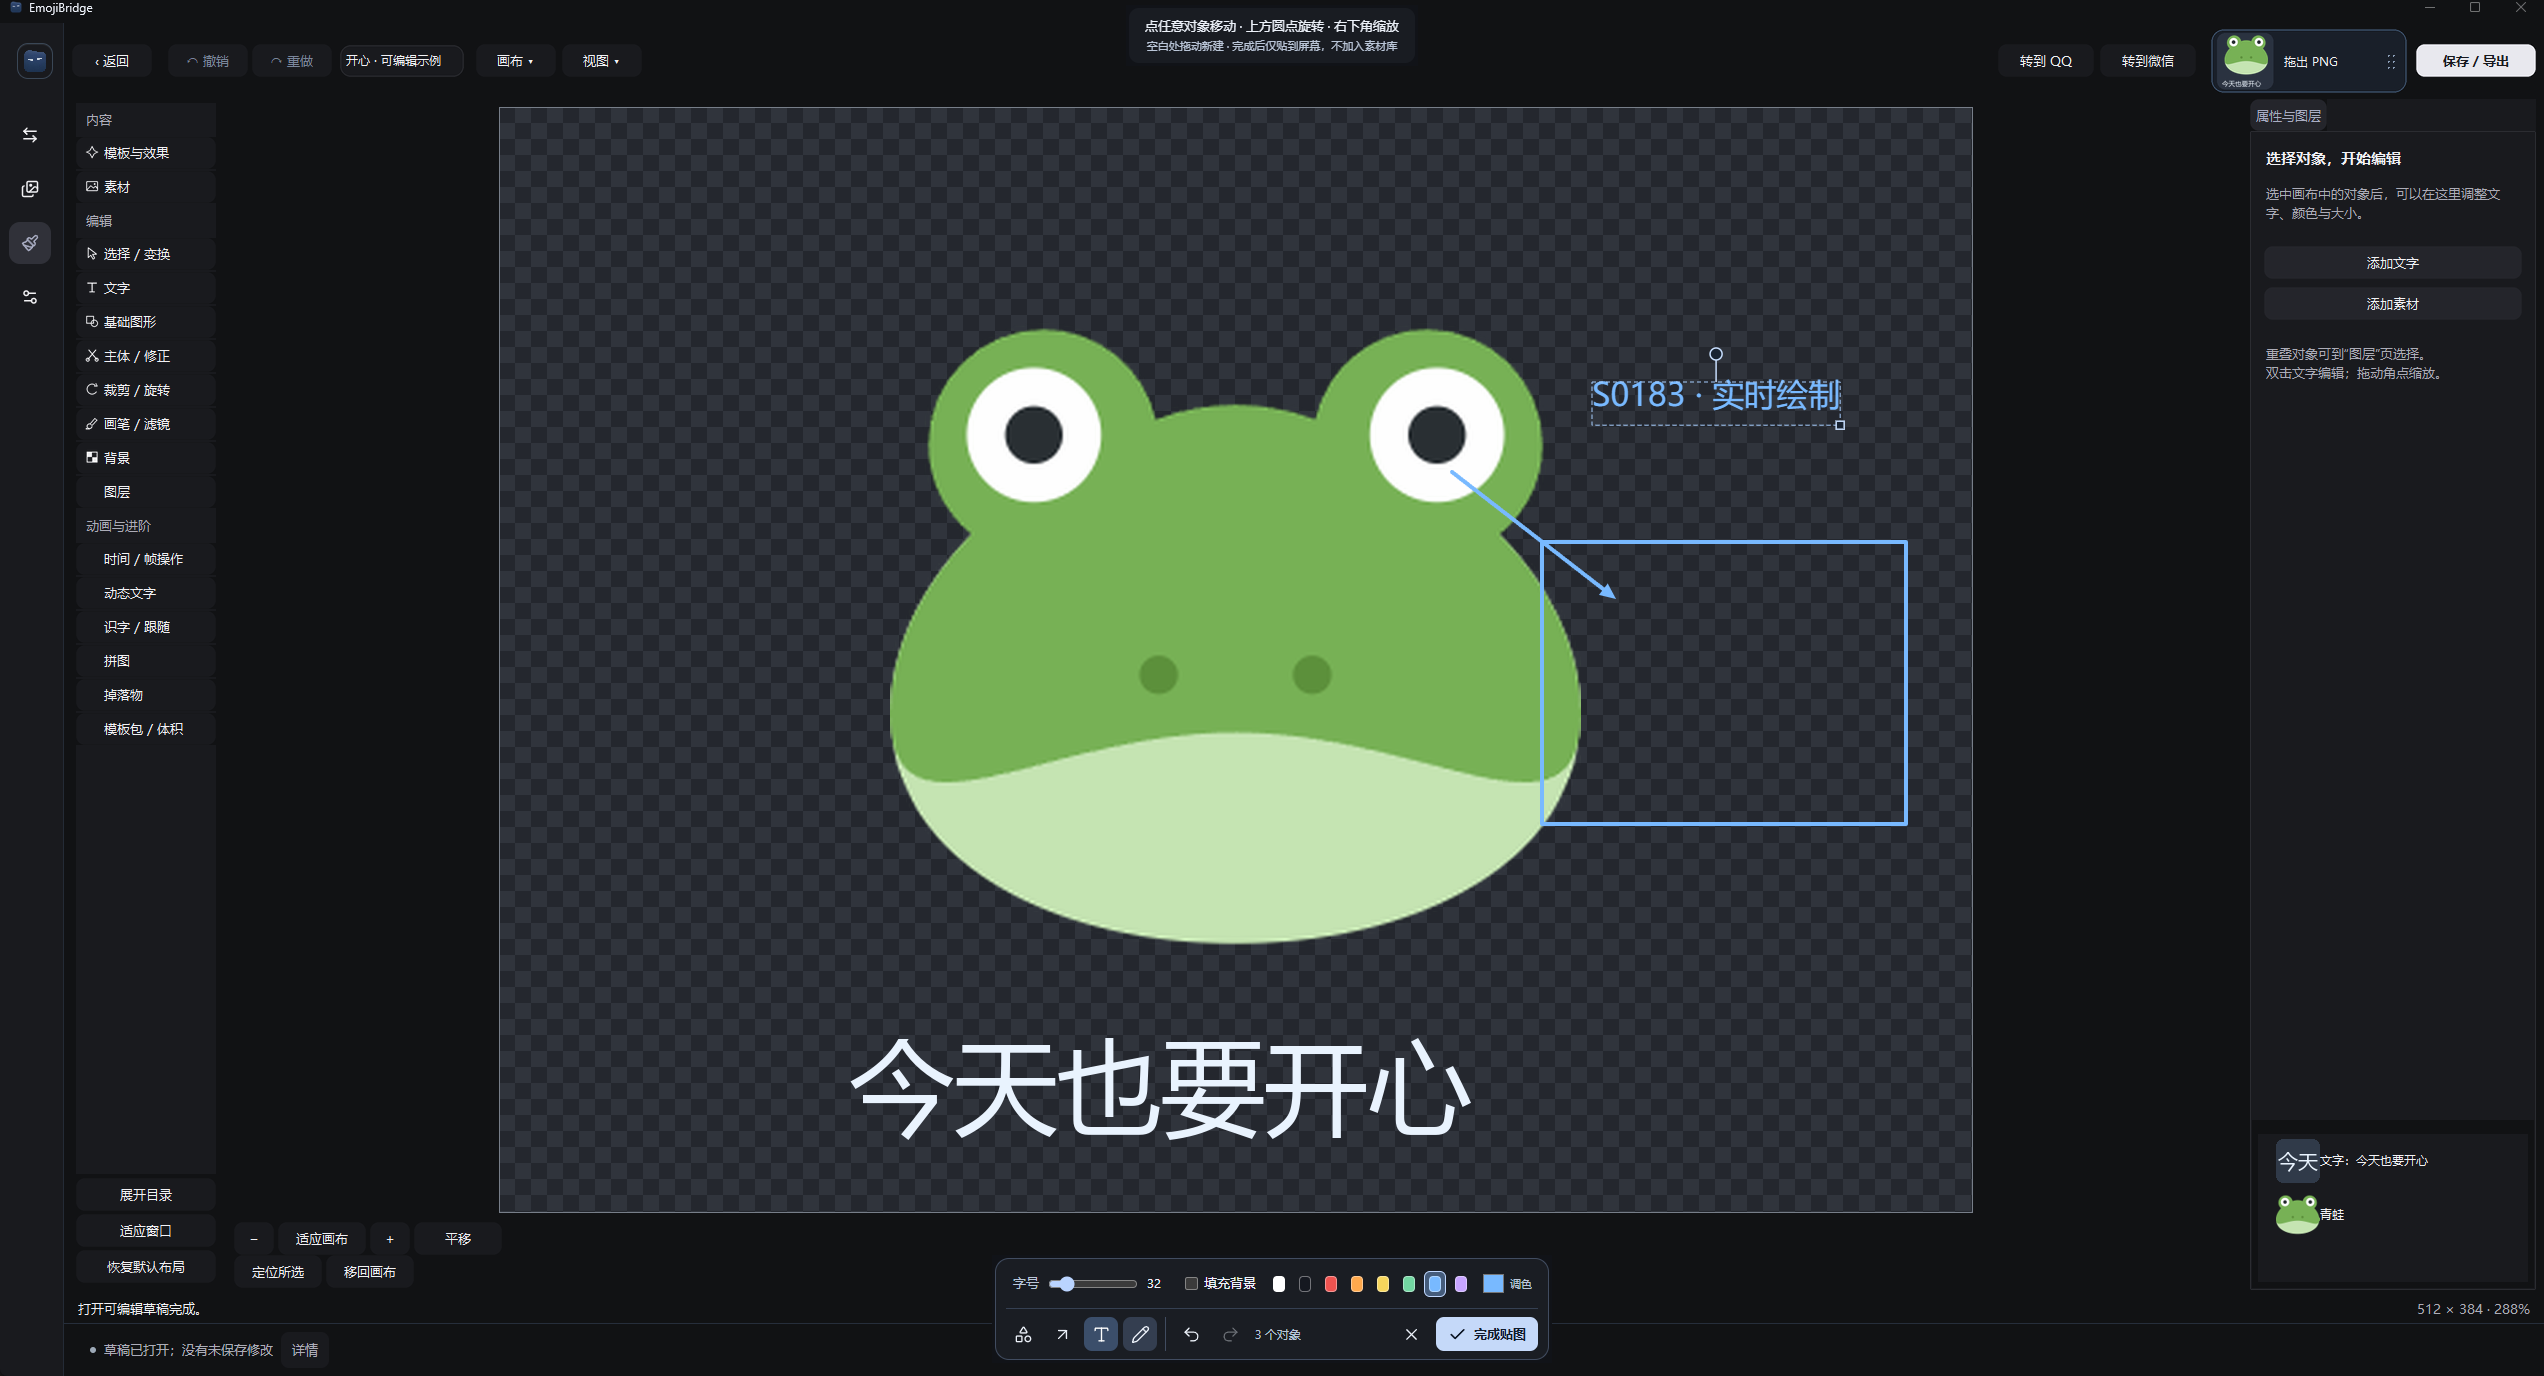 EmojiBridge
点任意对象移动 · 上方圆点旋转 · 右下角缩放
空白处拖动新建 · 完成后仅贴到屏幕，不加入素材库
‹ 返回
撤销
重做
开心 · 可编辑示例
画布 ▾
视图 ▾
转到 QQ
转到微信
今天也要开心
拖出 PNG
保存 / 导出
内容
模板与效果
素材
编辑
选择 / 变换
文字
基础图形
主体 / 修正
裁剪 / 旋转
画笔 / 滤镜
背景
图层
动画与进阶
时间 / 帧操作
动态文字
识字 / 跟随
拼图
掉落物
模板包 / 体积
展开目录
适应窗口
恢复默认布局
S0183 · 实时绘制
今天也要开心
属性与图层
选择对象，开始编辑
选中画布中的对象后，可以在这里调整文
字、颜色与大小。
添加文字
添加素材
重叠对象可到“图层”页选择。
双击文字编辑；拖动角点缩放。
今天 文字：今天也要开心
青蛙
− 适应画布 + 平移
定位所选 移回画布
字号 32 填充背景 调色
T 3 个对象 完成贴图
打开可编辑草稿完成。
512 × 384 · 288%
草稿已打开；没有未保存修改 详情